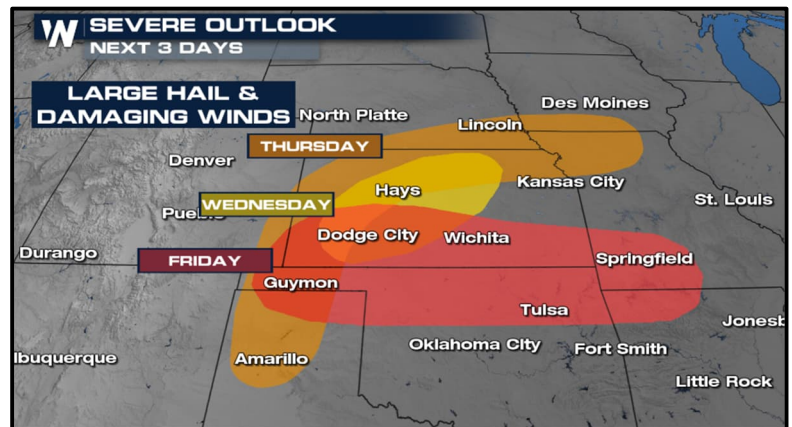 W
SEVERE OUTLOOK
NEXT 3 DAYS
LARGE HAIL &
DAMAGING WINDS
North Platte
Des Moines
Lincoln
THURSDAY
Denver
Hays
Kansas City
WEDNESDAY
St. Louis
Dodge City
Wichita
Durango
FRIDAY
Springfield
Guymon
Tulsa
Oklahoma City
Fort Smith
lbuquerque
Amarillo
Little Rock